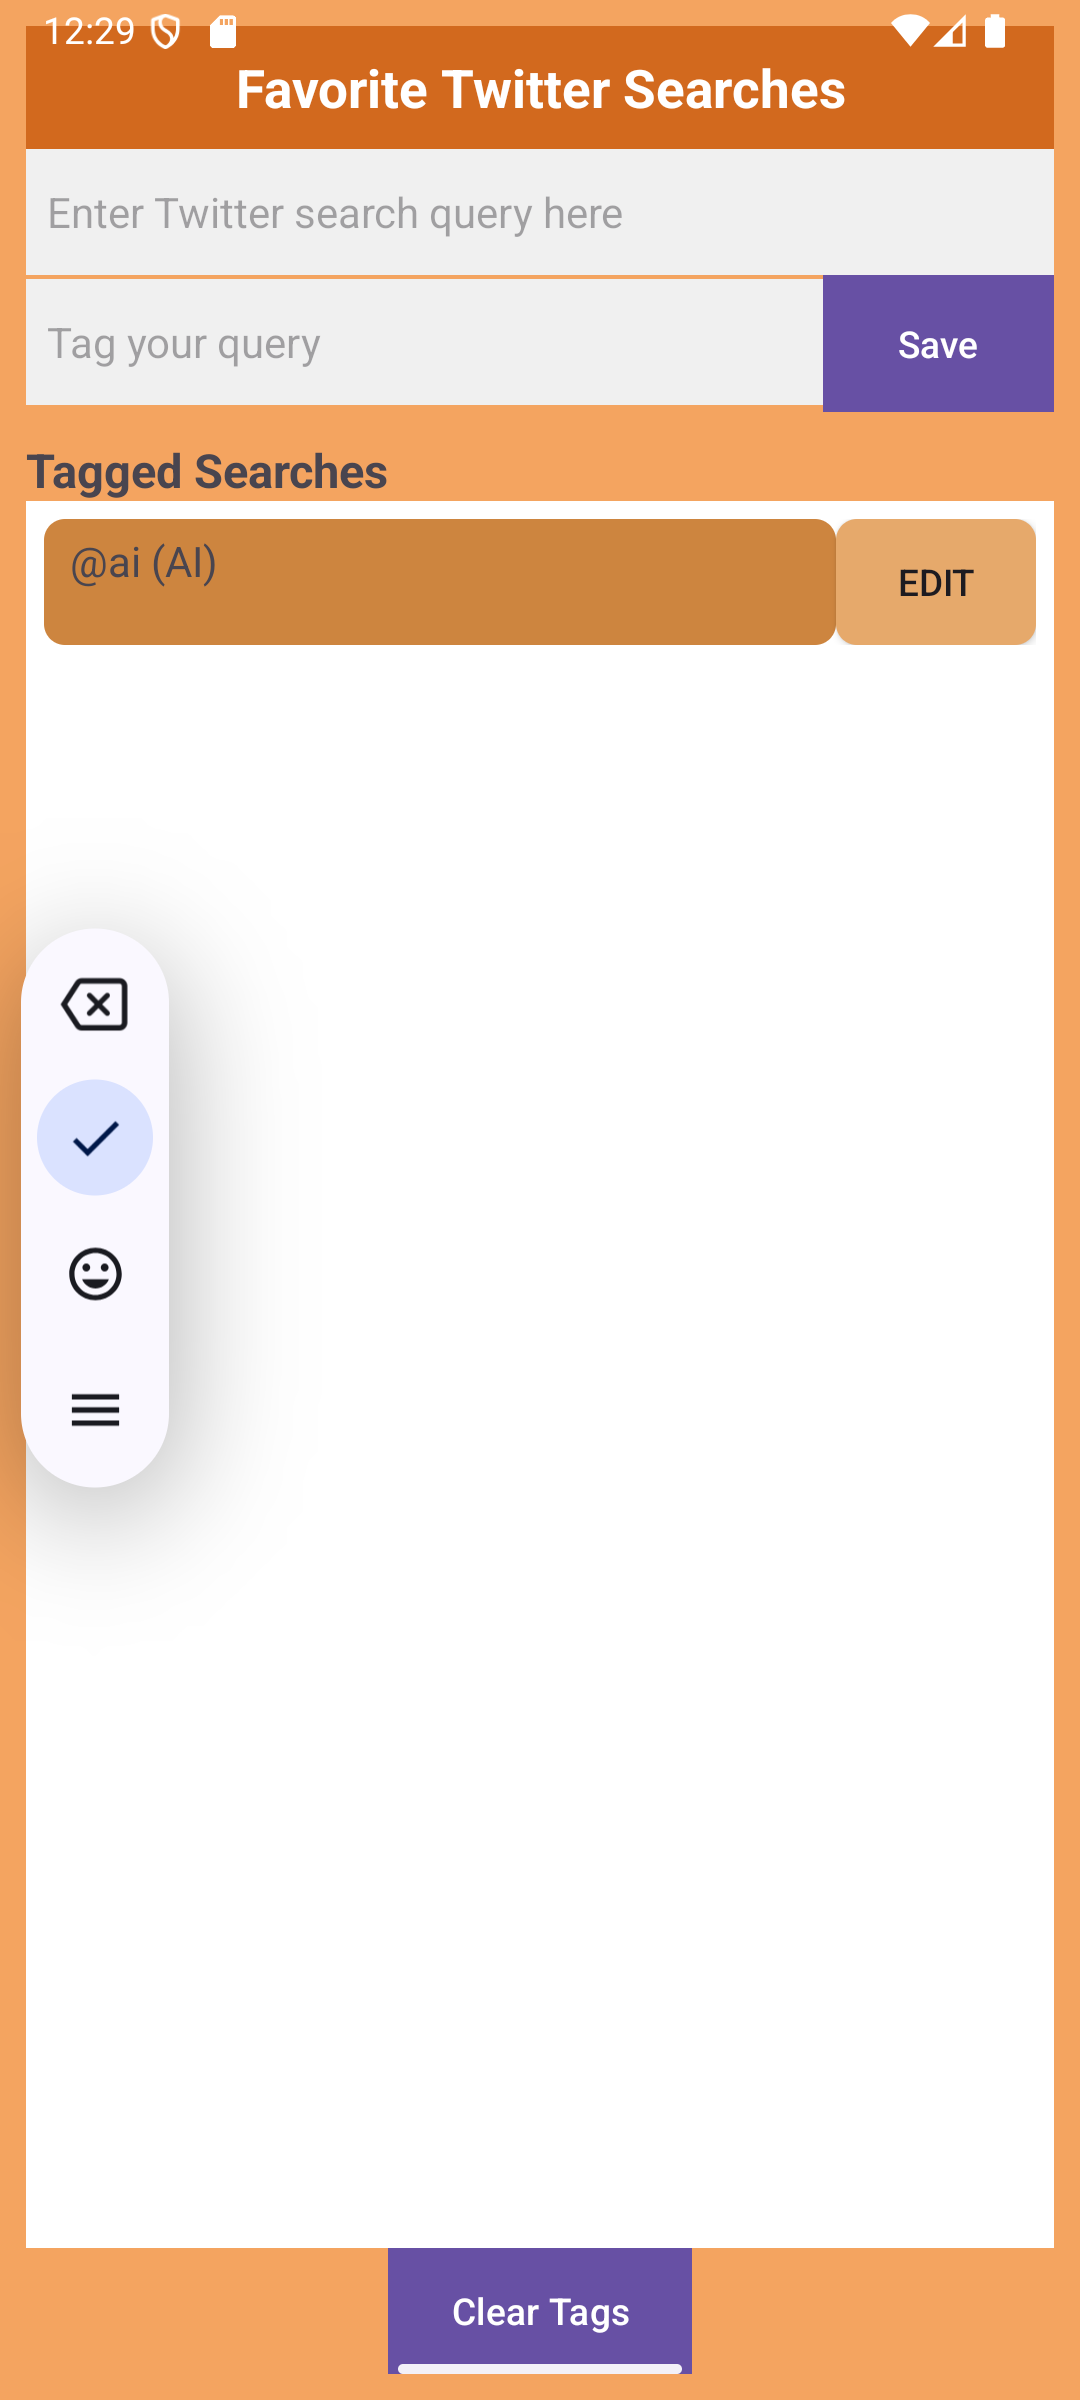 12:29
Favorite Twitter Searches
Enter Twitter search query here
Tag your query
Save
Tagged Searches
@ai (AI)
EDIT
Clear Tags